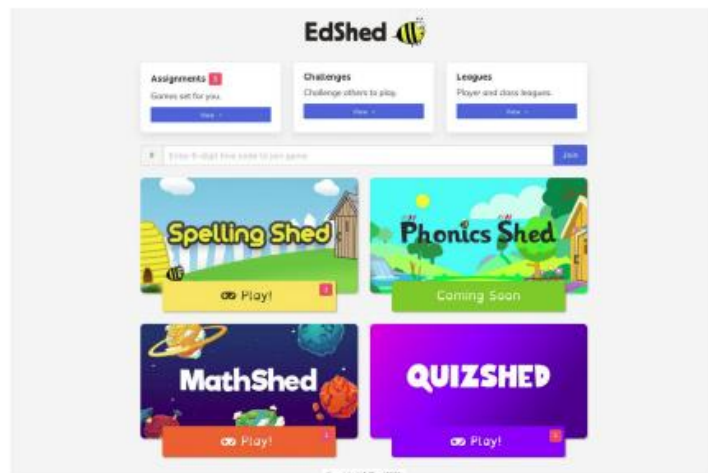 EdShed
Assignments
Games set for you.
View
Challenges
Challenge others to play.
View
Leagues
Player and class leagues.
View
Join
Spelling Shed
Play!
Phonics Shed
Coming Soon
MathShed
Play!
QUIZSHED
Play!